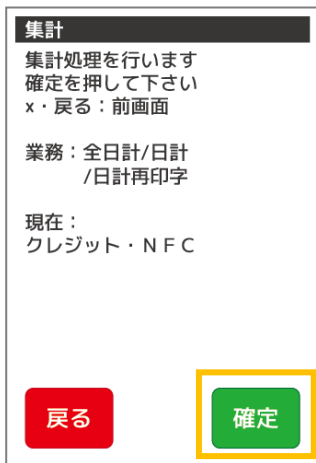 集計
集計処理を行います
確定を押して下さい
x・戻る：前画面
業務：全日計/日計
/日計再印字
現在：
クレジット・ＮＦＣ
戻る
確定